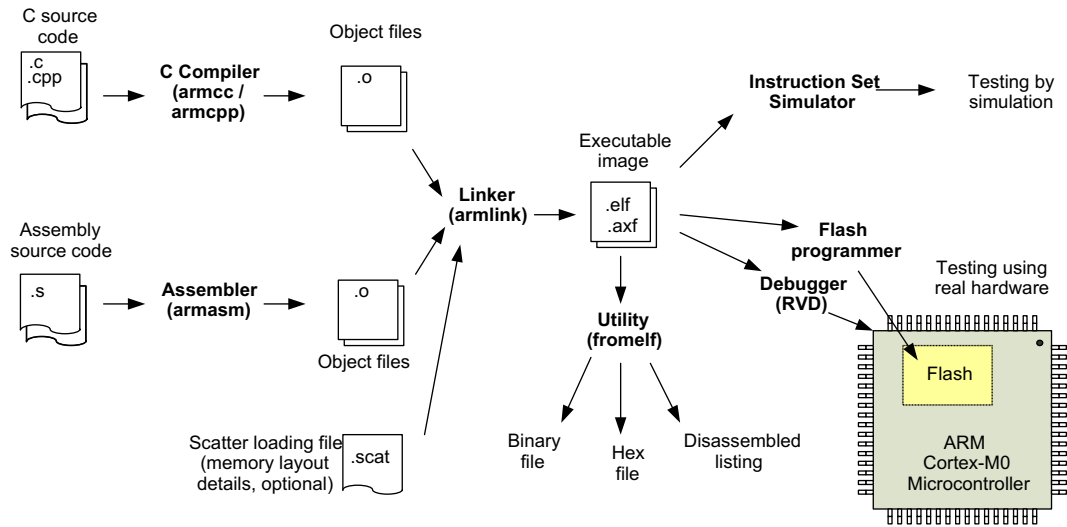 C source
code
.c
.cpp
C Compiler
(armcc /
armcpp)
Object files
.o
Instruction Set
Simulator
Testing by
simulation
Executable
image
.elf
.axf
Linker
(armlink)
Assembly
source code
.s
Assembler
(armasm)
.o
Object files
Flash
programmer
Debugger
(RVD)
Testing using
real hardware
Utility
(fromelf)
Flash
Scatter loading file
(memory layout
details, optional)
.scat
Binary
file
Hex
file
Disassembled
listing
ARM
Cortex-M0
Microcontroller